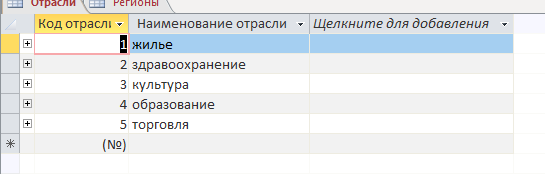 Отрасли Регионы
Код отрасли Наименование отрасли Щелкните для добавления
1 жилье
2 здравоохранение
3 культура
4 образование
5 торговля
(№)